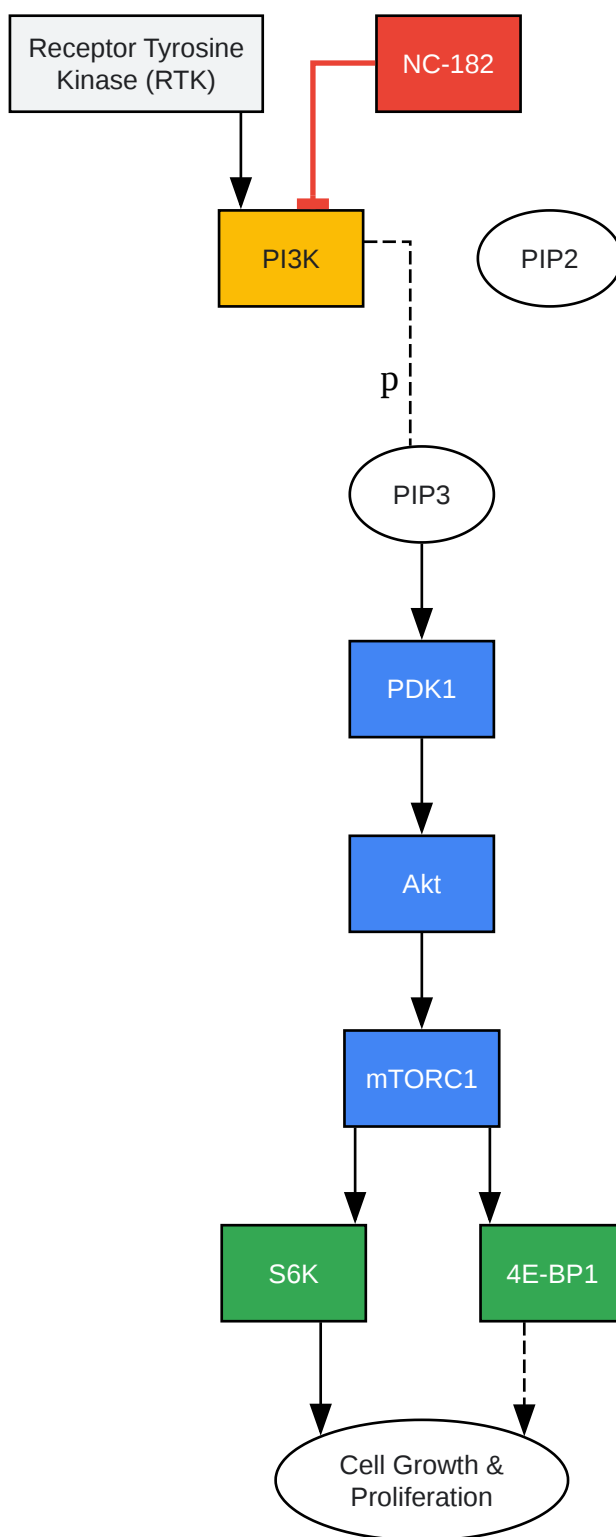 Receptor Tyrosine
Kinase (RTK)
NC-182
PI3K
PIP2
p
PIP3
PDK1
Akt
mTORC1
S6K
4E-BP1
Cell Growth &
Proliferation